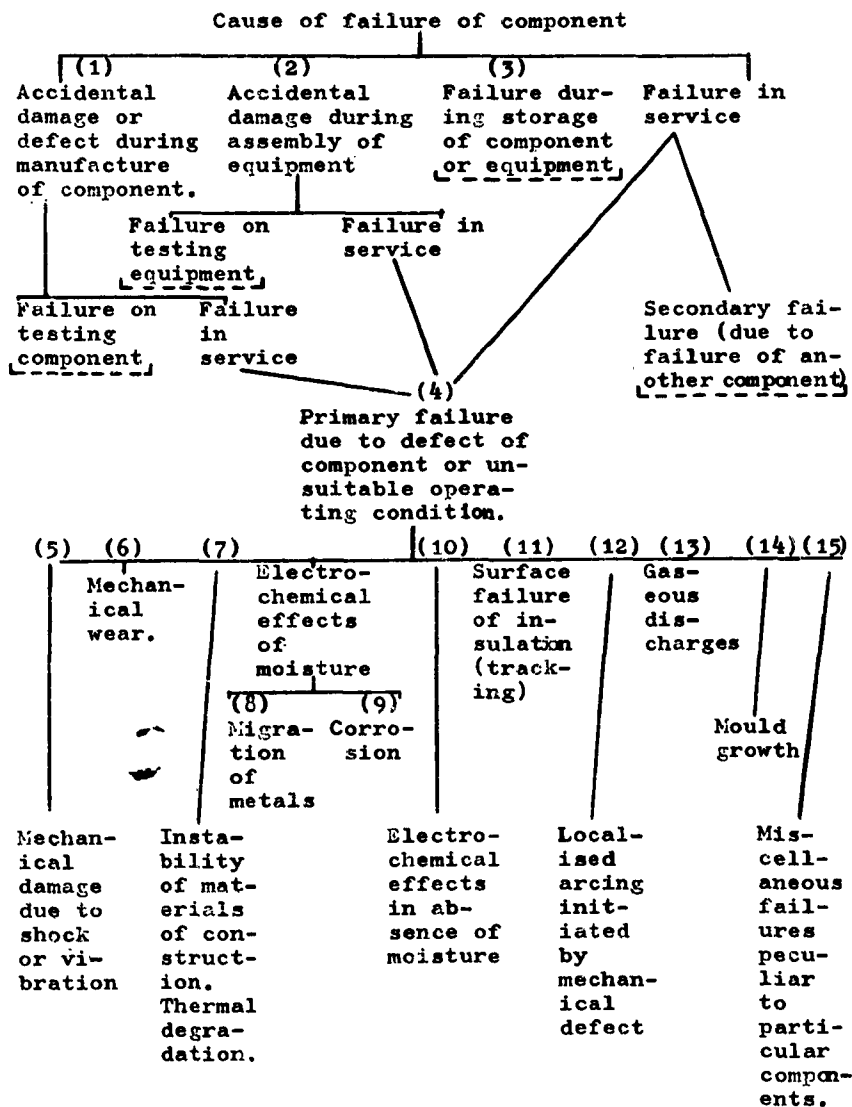 Cause of failure of component
(1)
Accidental
damage or
defect during
manufacture
of component.
(2)
Accidental
damage during
assembly of
equipment
(3)
Failure dur-
ing storage
of component
or equipment
Failure in
service
Failure on
testing
equipment
Failure in
service
Failure on
testing
component
Failure
in
service
Secondary fai-
lure (due to
failure of an-
other component)
(4)
Primary failure
due to defect of
component or un-
suitable opera-
ting condition.
(5)
Mechan-
ical
damage
due to
shock
or vi-
bration
(6)
Mechan-
ical
wear.
(7)
Insta-
bility
of mat-
erials
of con-
struct-
ion.
Thermal
degra-
dation.
Electro-
chemical
effects
of
moisture
(8)
Migra-
tion
of
metals
(9)
Corro-
sion
(10)
Electro-
chemical
effects
in ab-
sence of
moisture
(11)
Surface
failure
of in-
sulation
(track-
ing)
(12)
Local-
ised
arcing
init-
iated
by
mechan-
ical
defect
(13)
Gas-
eous
dis-
charges
(14)
Mould
growth
(15)
Mis-
cell-
aneous
fail-
ures
pecu-
liar
to
parti-
cular
compon-
ents.